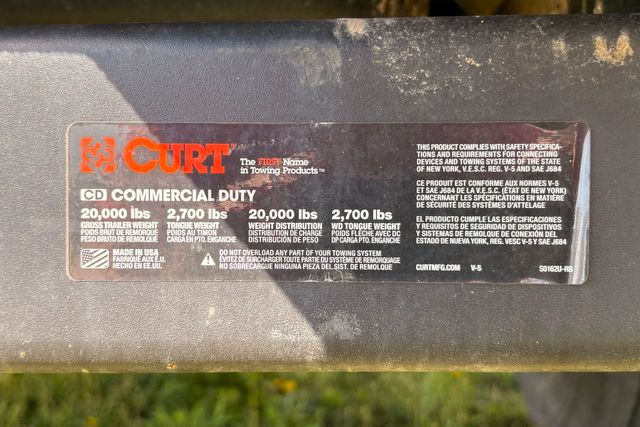 CURT™ The FIRST Name
in Towing Products™
CD COMMERCIAL DUTY
20,000 lbs 2,700 lbs 20,000 lbs 2,700 lbs
GROSS TRAILER WEIGHT TONGUE WEIGHT WEIGHT DISTRIBUTION WD TONGUE WEIGHT
POIDS BRUT DE REMORQUE POIDS AU TIMON DISTRIBUTION DE CHARGE POIDS FLÈCHE DC
PESO BRUTO DE REMOLQUE CARGA EN PTO. ENGANCHE DISTRIBUCIÓN DE PESO DP CARGA PTO. ENGANCHE
MADE IN USA
FABRIQUÉ AUX É.U.
HECHO EN EE.UU.
DO NOT OVERLOAD ANY PART OF YOUR TOWING SYSTEM
ÉVITEZ DE SURCHARGER TOUTE PARTIE DU SYSTÈME DE REMORQUAGE
NO SOBRECARGUE NINGUNA PIEZA DEL SIST. DE REMOLQUE
THIS PRODUCT COMPLIES WITH SAFETY SPECIFICA-
TIONS AND REQUIREMENTS FOR CONNECTING
DEVICES AND TOWING SYSTEMS OF THE STATE
OF NEW YORK, V.E.S.C. REG. V-5 AND SAE J684
CE PRODUIT EST CONFORME AUX NORMES V-5
ET SAE J684 DE LA V.E.S.C. (ÉTAT DE NEW YORK)
CONCERNANT LES SPÉCIFICATIONS EN MATIÈRE
DE SÉCURITÉ DES SYSTÈMES D'ATTELAGE
EL PRODUCTO CUMPLE LAS ESPECIFICACIONES
Y REQUISITOS DE SEGURIDAD DE DISPOSITIVOS
Y SISTEMAS DE REMOLQUE DE CONEXIÓN DEL
ESTADO DE NUEVA YORK, REG. VESC V-5 Y SAE J684
CURTMFG.COM V-5 S0162U-RB